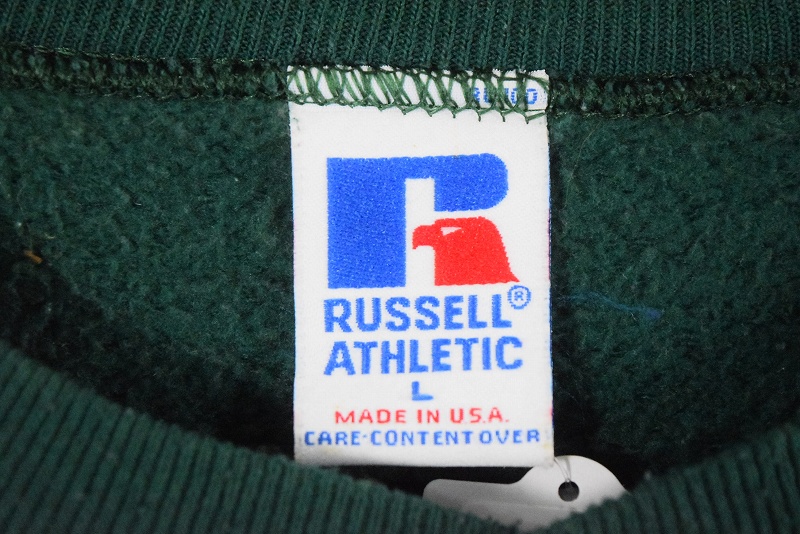 RUSSELL®
ATHLETIC
L
MADE IN U.S.A.
CARE·CONTENT OVER